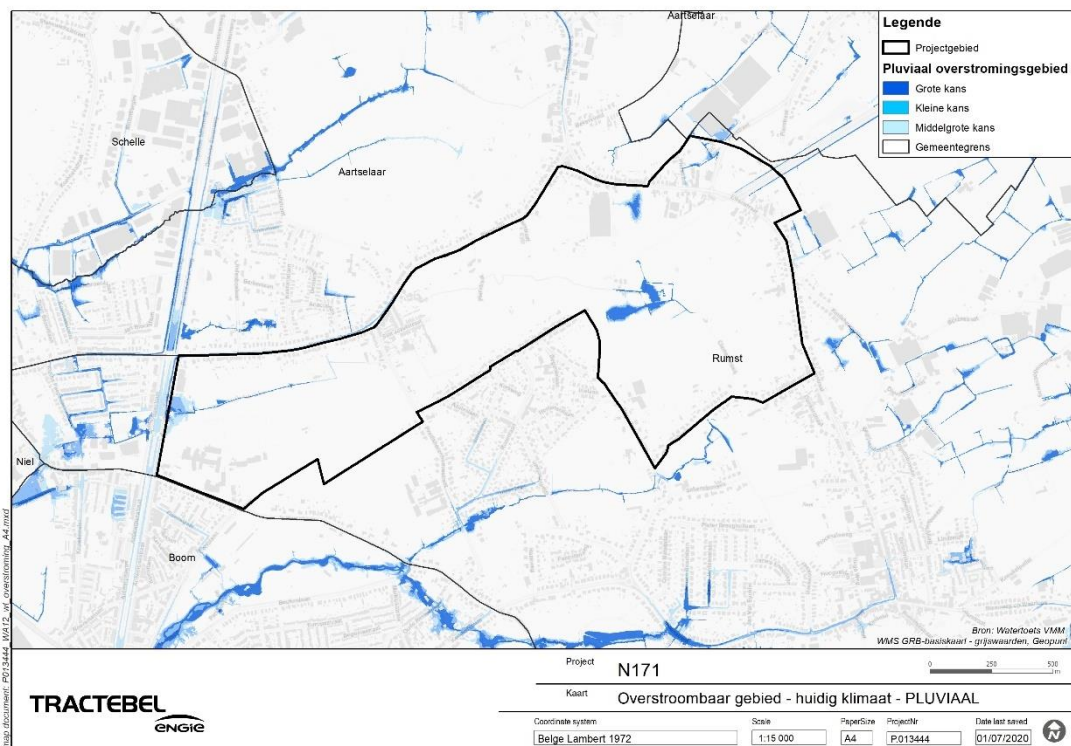 Aartselaar
Legende
Projectgebied
Pluviaal overstromingsgebied
Grote kans
Kleine kans
Middelgrote kans
Gemeentegrens
Schelle
Aartselaar
Rumst
Niel
Boom
Bron: Watertoets VMM
WMS GRB-basiskaart - grijswaarden, Geopunt
map document: P013444_WA12_wl_overstroming_A4.mxd
TRACTEBEL
ENGIE
Project N171
0 250 500
m
Kaart Overstroombaar gebied - huidig klimaat - PLUVIAAL
Coordinate system Scale PaperSize ProjectNr Date last saved
Belge Lambert 1972 1:15 000 A4 P.013444 01/07/2020
N